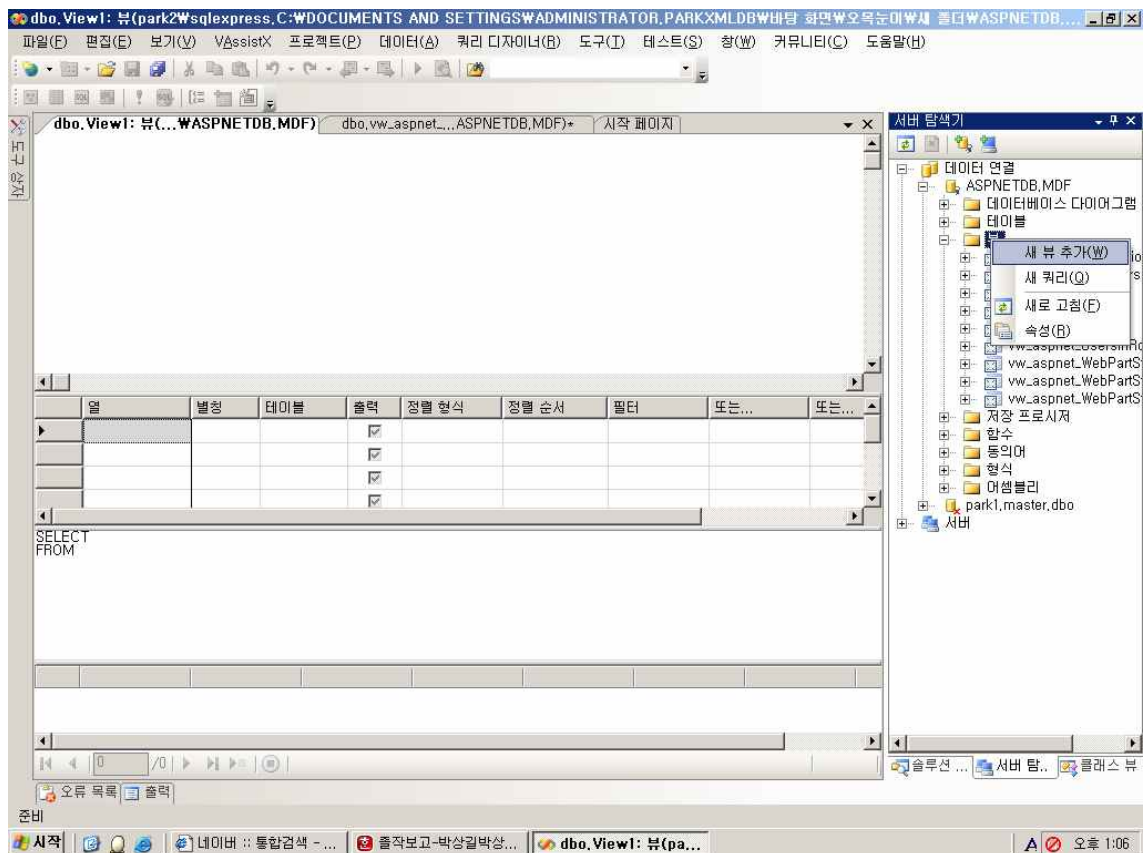 dbo.View1: 뷰(park2₩sqlexpress.C:₩DOCUMENTS AND SETTINGS₩ADMINISTRATOR.PARKXMLDB₩바탕 화면₩오목눈이₩새 폴더₩ASPNETDB....
파일(F) 편집(E) 보기(V) VAssistX 프로젝트(P) 데이터(A) 쿼리 디자이너(R) 도구(T) 테스트(S) 창(W) 커뮤니티(C) 도움말(H)
dbo.View1: 뷰(...₩ASPNETDB.MDF) dbo.vw_aspnet_...ASPNETDB.MDF)* 시작 페이지
도구 상자
열 별칭 테이블 출력 정렬 형식 정렬 순서 필터 또는... 또는...
SELECT
FROM
0 /0
오류 목록 출력
준비
서버 탐색기
데이터 연결
ASPNETDB.MDF
데이터베이스 다이어그램
테이블
새 뷰 추가(W)
새 쿼리(Q)
새로 고침(F)
속성(R)
vw_aspnet_UsersInRo
vw_aspnet_WebPartS
vw_aspnet_WebPartS
vw_aspnet_WebPartS
저장 프로시저
함수
동의어
형식
어셈블리
park1.master.dbo
서버
솔루션 ... 서버 탐.. 클래스 뷰
시작 네이버 :: 통합검색 - ... 졸작보고-박상길박상... dbo.View1: 뷰(pa... A 오후 1:06